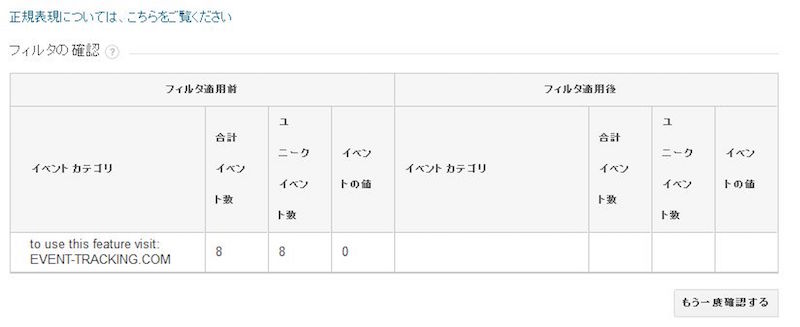 正規表現については、こちらをご覧ください
フィルタの確認 ?
フィルタ適用前
フィルタ適用後
イベント カテゴリ
合計
イベン
ト数
ユ
ニーク
イベン
ト数
イベン
トの値
イベント カテゴリ
合計
イベン
ト数
ユ
ニーク
イベン
ト数
イベン
トの値
to use this feature visit:
EVENT-TRACKING.COM
8
8
0
もう一度確認する